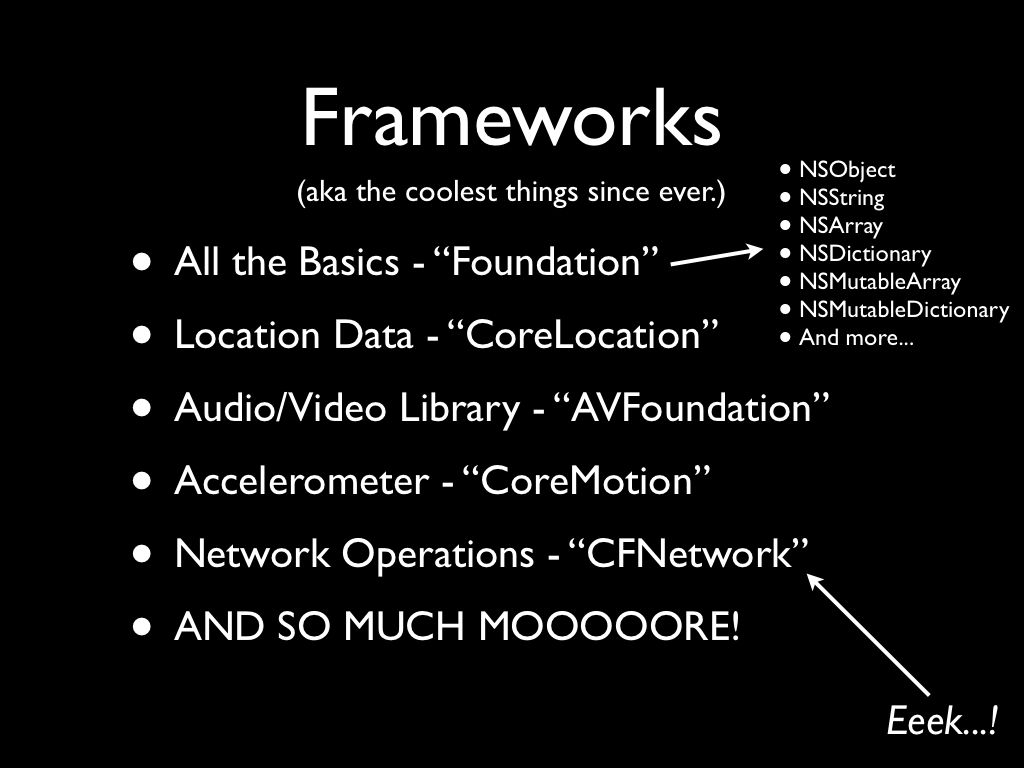 Frameworks
(aka the coolest things since ever.)
• NSObject
• NSString
• NSArray
• NSDictionary
• NSMutableArray
• NSMutableDictionary
• And more...
• All the Basics - “Foundation”
• Location Data - “CoreLocation”
• Audio/Video Library - “AVFoundation”
• Accelerometer - “CoreMotion”
• Network Operations - “CFNetwork”
• AND SO MUCH MOOOOORE!
Eeek...!